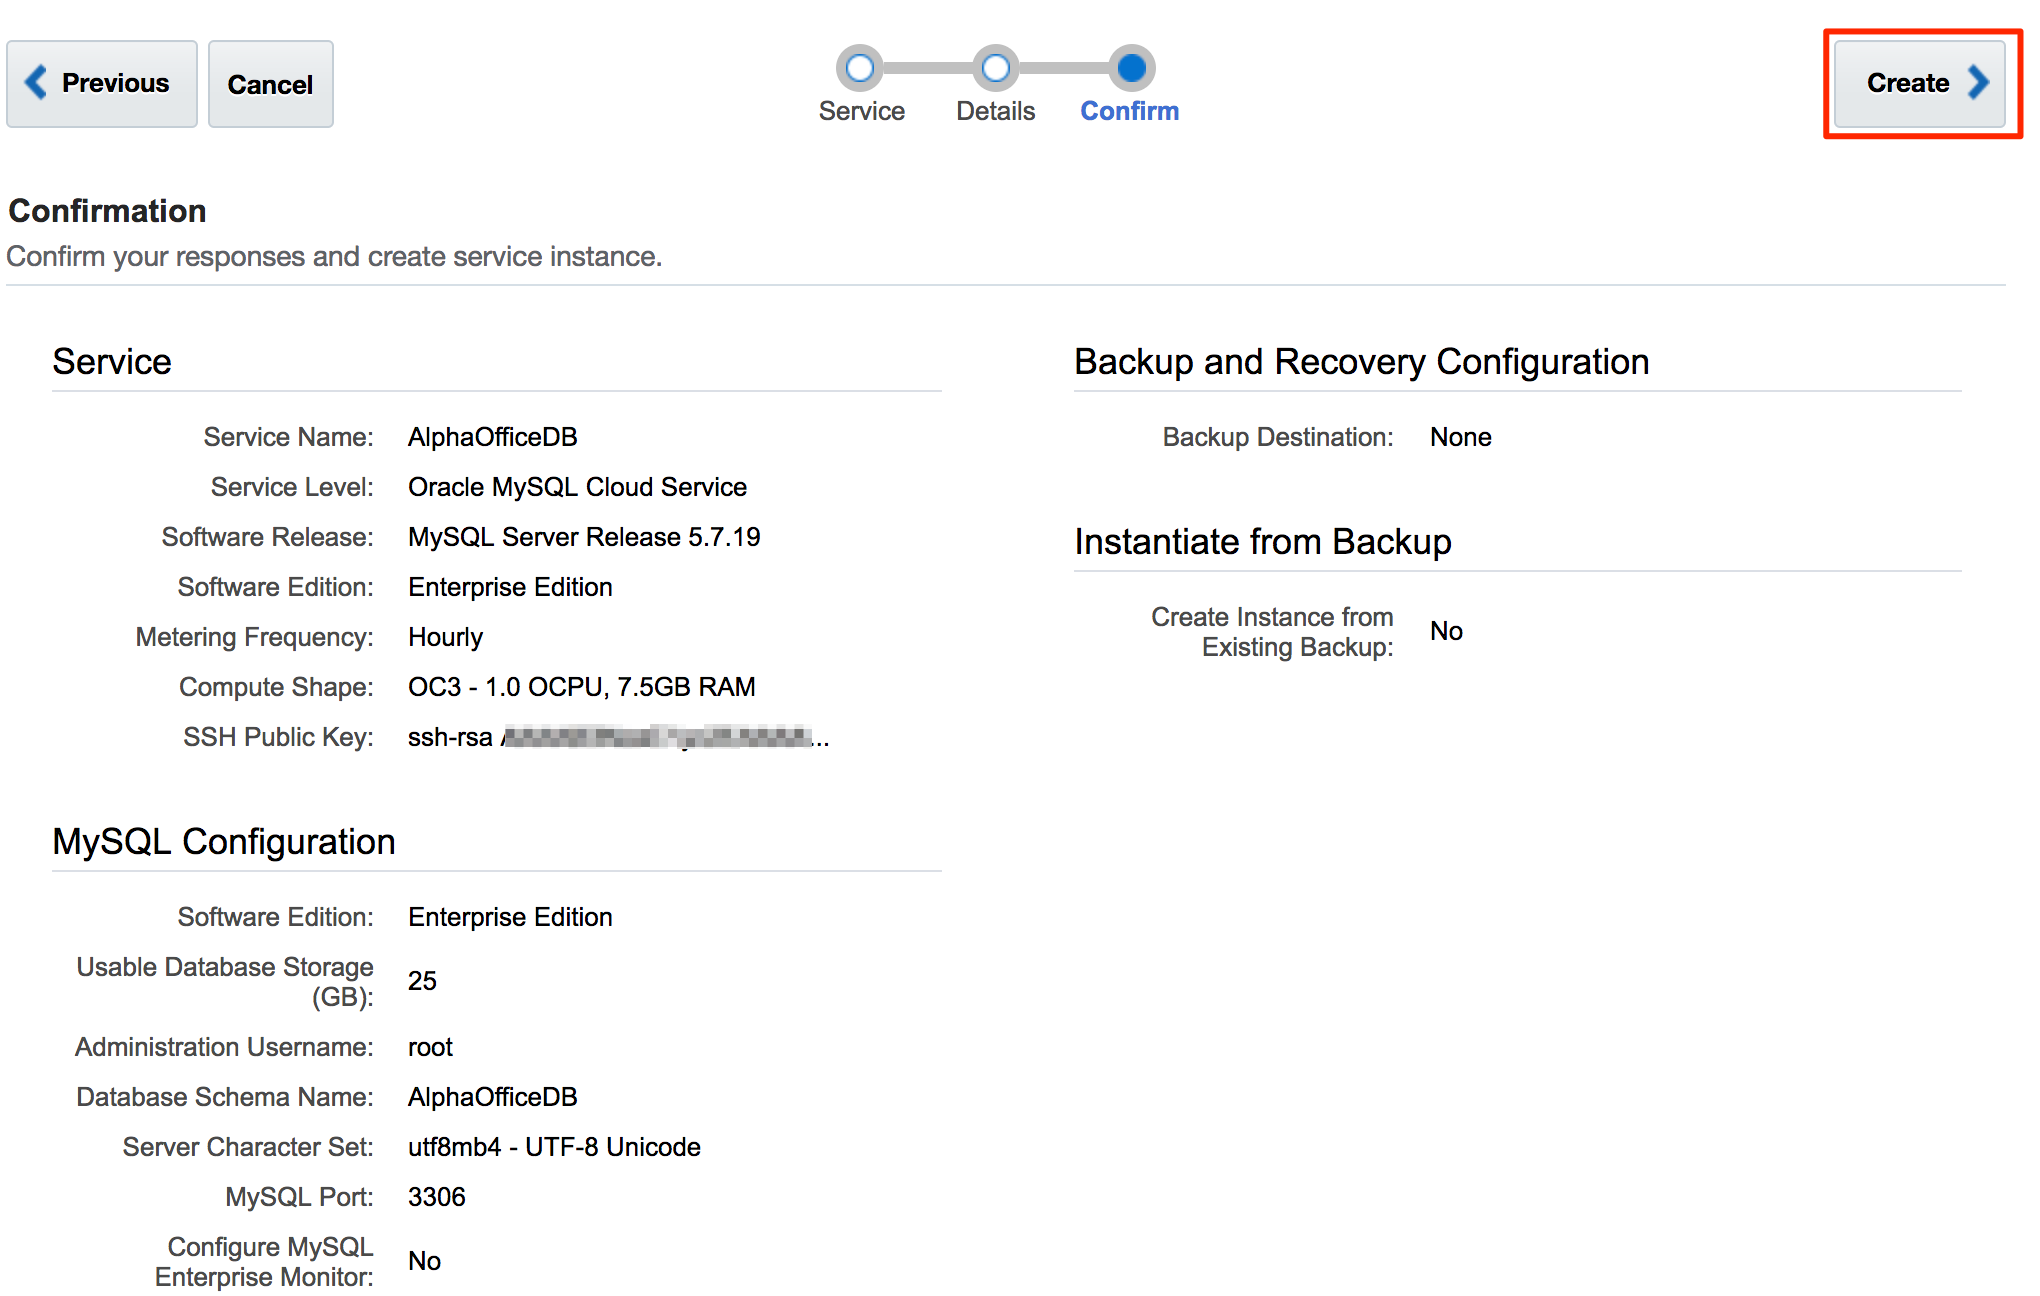 Previous
Cancel
Service
Details
Confirm
Create
Confirmation
Confirm your responses and create service instance.
Service
Service Name: AlphaOfficeDB
Service Level: Oracle MySQL Cloud Service
Software Release: MySQL Server Release 5.7.19
Software Edition: Enterprise Edition
Metering Frequency: Hourly
Compute Shape: OC3 - 1.0 OCPU, 7.5GB RAM
SSH Public Key: ssh-rsa ...
MySQL Configuration
Software Edition: Enterprise Edition
Usable Database Storage
(GB): 25
Administration Username: root
Database Schema Name: AlphaOfficeDB
Server Character Set: utf8mb4 - UTF-8 Unicode
MySQL Port: 3306
Configure MySQL
Enterprise Monitor: No
Backup and Recovery Configuration
Backup Destination: None
Instantiate from Backup
Create Instance from
Existing Backup: No